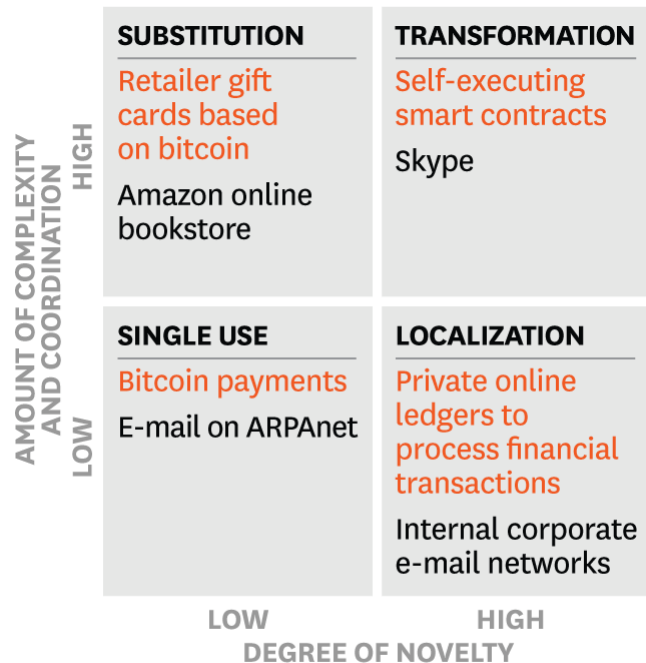 SUBSTITUTION
Retailer gift
cards based
on bitcoin
Amazon online
bookstore
TRANSFORMATION
Self-executing
smart contracts
Skype
SINGLE USE
Bitcoin payments
E-mail on ARPAnet
LOCALIZATION
Private online
ledgers to
process financial
transactions
Internal corporate
e-mail networks
AMOUNT OF COMPLEXITY
AND COORDINATION
HIGH
LOW
LOW
HIGH
DEGREE OF NOVELTY